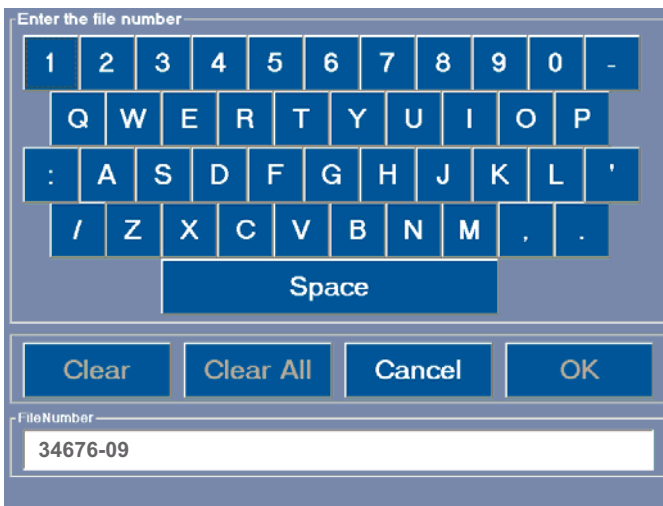 Enter the file number
1 2 3 4 5 6 7 8 9 0 -
Q W E R T Y U I O P
: A S D F G H J K L '
/ Z X C V B N M , .
Space
Clear Clear All Cancel OK
FileNumber
34676-09